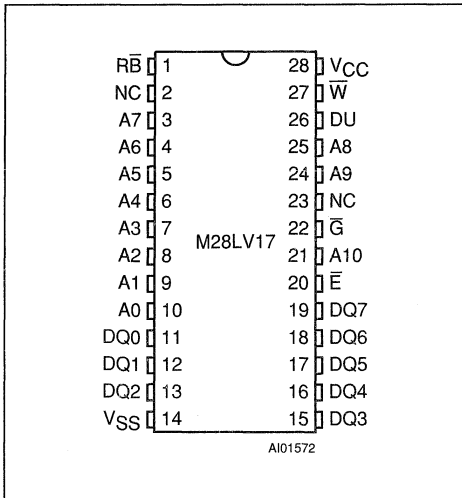 RB̅ 1 28 VCC
NC 2 27 W̅
A7 3 26 DU
A6 4 25 A8
A5 5 24 A9
A4 6 23 NC
A3 7 22 G̅
M28LV17
A2 8 21 A10
A1 9 20 E̅
A0 10 19 DQ7
DQ0 11 18 DQ6
DQ1 12 17 DQ5
DQ2 13 16 DQ4
VSS 14 15 DQ3
AI01572